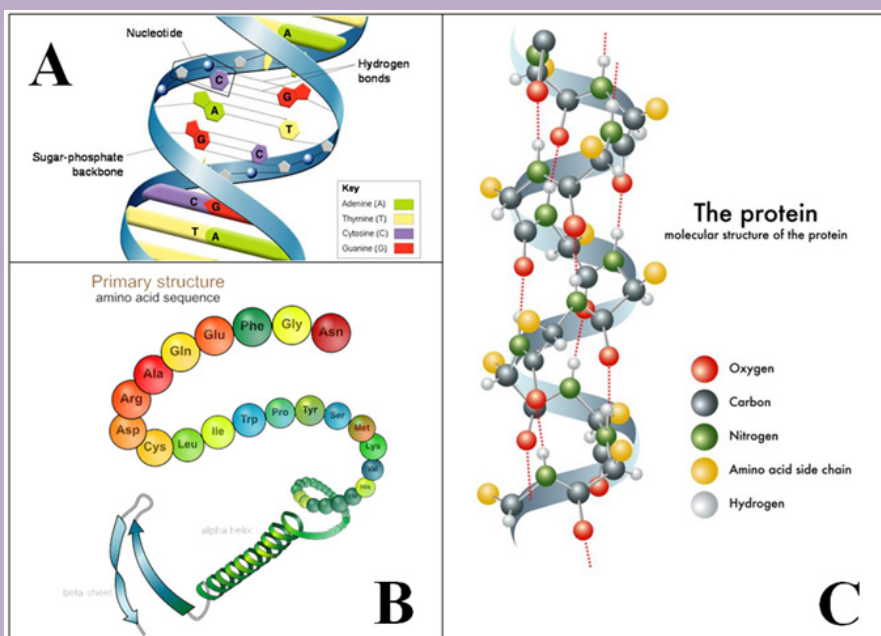 A
Nucleotide
Hydrogen
bonds
A
C
G
A
T
G
C
Sugar-phosphate
backbone
C G
T A
Key
Adenine (A)
Thymine (T)
Cytosine (C)
Guanine (G)
Primary structure
amino acid sequence
Asn
Gly
Phe
Glu
Gln
Ala
Arg
Asp
Cys
Leu
Ile
Trp
Pro
Tyr
Ser
Met
Lys
Val
His
alpha helix
beta sheet
B
The protein
molecular structure of the protein
Oxygen
Carbon
Nitrogen
Amino acid side chain
Hydrogen
C